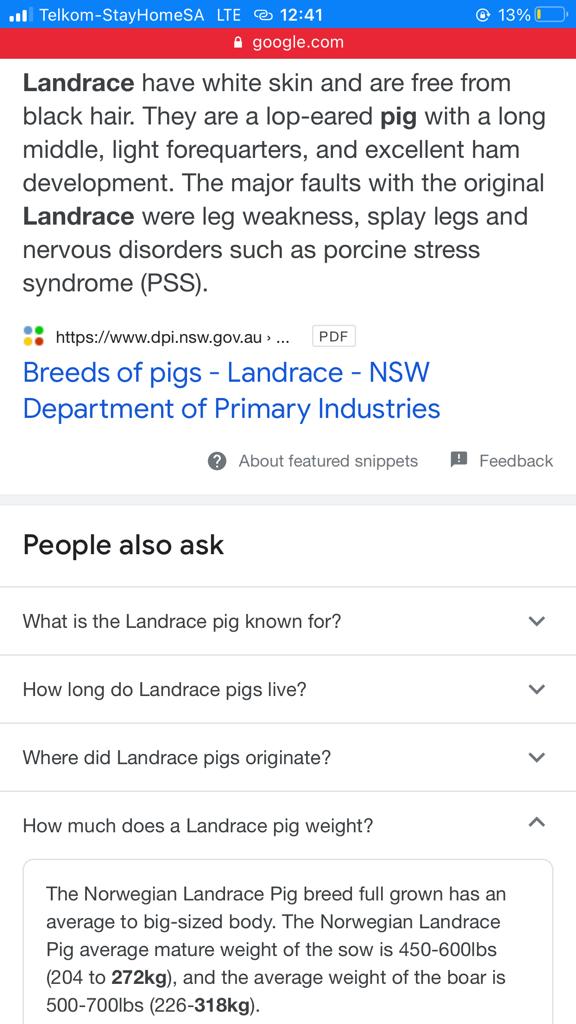 Telkom-StayHomeSA LTE 12:41 13%
google.com
Landrace have white skin and are free from
black hair. They are a lop-eared pig with a long
middle, light forequarters, and excellent ham
development. The major faults with the original
Landrace were leg weakness, splay legs and
nervous disorders such as porcine stress
syndrome (PSS).
https://www.dpi.nsw.gov.au › ... PDF
Breeds of pigs - Landrace - NSW
Department of Primary Industries
About featured snippets Feedback
People also ask
What is the Landrace pig known for?
How long do Landrace pigs live?
Where did Landrace pigs originate?
How much does a Landrace pig weight?
The Norwegian Landrace Pig breed full grown has an
average to big-sized body. The Norwegian Landrace
Pig average mature weight of the sow is 450-600lbs
(204 to 272kg), and the average weight of the boar is
500-700lbs (226-318kg).